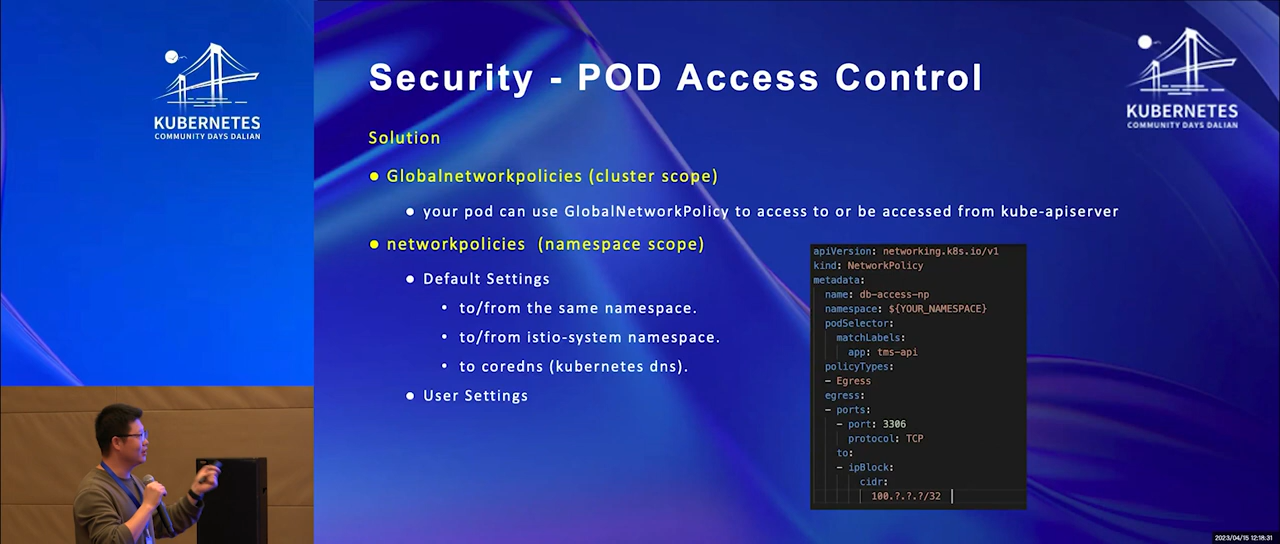 KUBERNETES
COMMUNITY DAYS DALIAN
Security - POD Access Control
KUBERNETES
COMMUNITY DAYS DALIAN
Solution
● Globalnetworkpolicies (cluster scope)
● your pod can use GlobalNetworkPolicy to access to or be accessed from kube-apiserver
● networkpolicies (namespace scope)
● Default Settings
• to/from the same namespace.
• to/from istio-system namespace.
• to coredns (kubernetes dns).
● User Settings
apiVersion: networking.k8s.io/v1
kind: NetworkPolicy
metadata:
name: db-access-np
namespace: ${YOUR_NAMESPACE}
podSelector:
matchLabels:
app: tms-api
policyTypes:
- Egress
egress:
- ports:
- port: 3306
protocol: TCP
to:
- ipBlock:
cidr:
100.?.?.?/32
2023/04/15 12:18:31